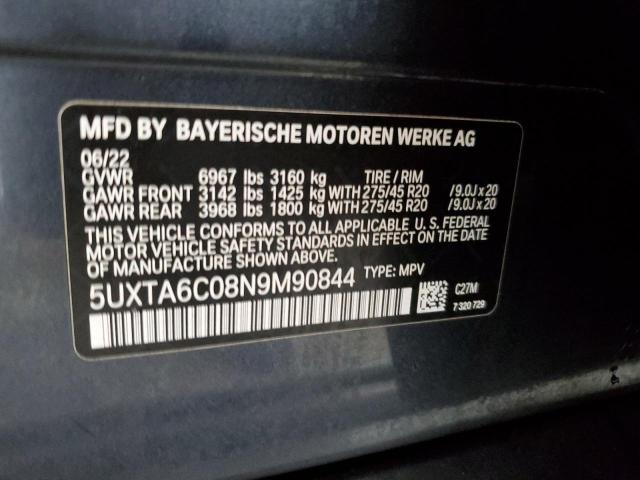 MFD BY BAYERISCHE MOTOREN WERKE AG
06/22
GVWR 6967 lbs 3160 kg TIRE / RIM
GAWR FRONT 3142 lbs 1425 kg WITH 275/45 R20 /9.0J x 20
GAWR REAR 3968 lbs 1800 kg WITH 275/45 R20 /9.0J x 20
THIS VEHICLE CONFORMS TO ALL APPLICABLE U. S. FEDERAL
MOTOR VEHICLE SAFETY STANDARDS IN EFFECT ON THE DATE
OF MANUFACTURE SHOWN ABOVE.
5UXTA6C08N9M90844 TYPE: MPV
C27M
7 320 729